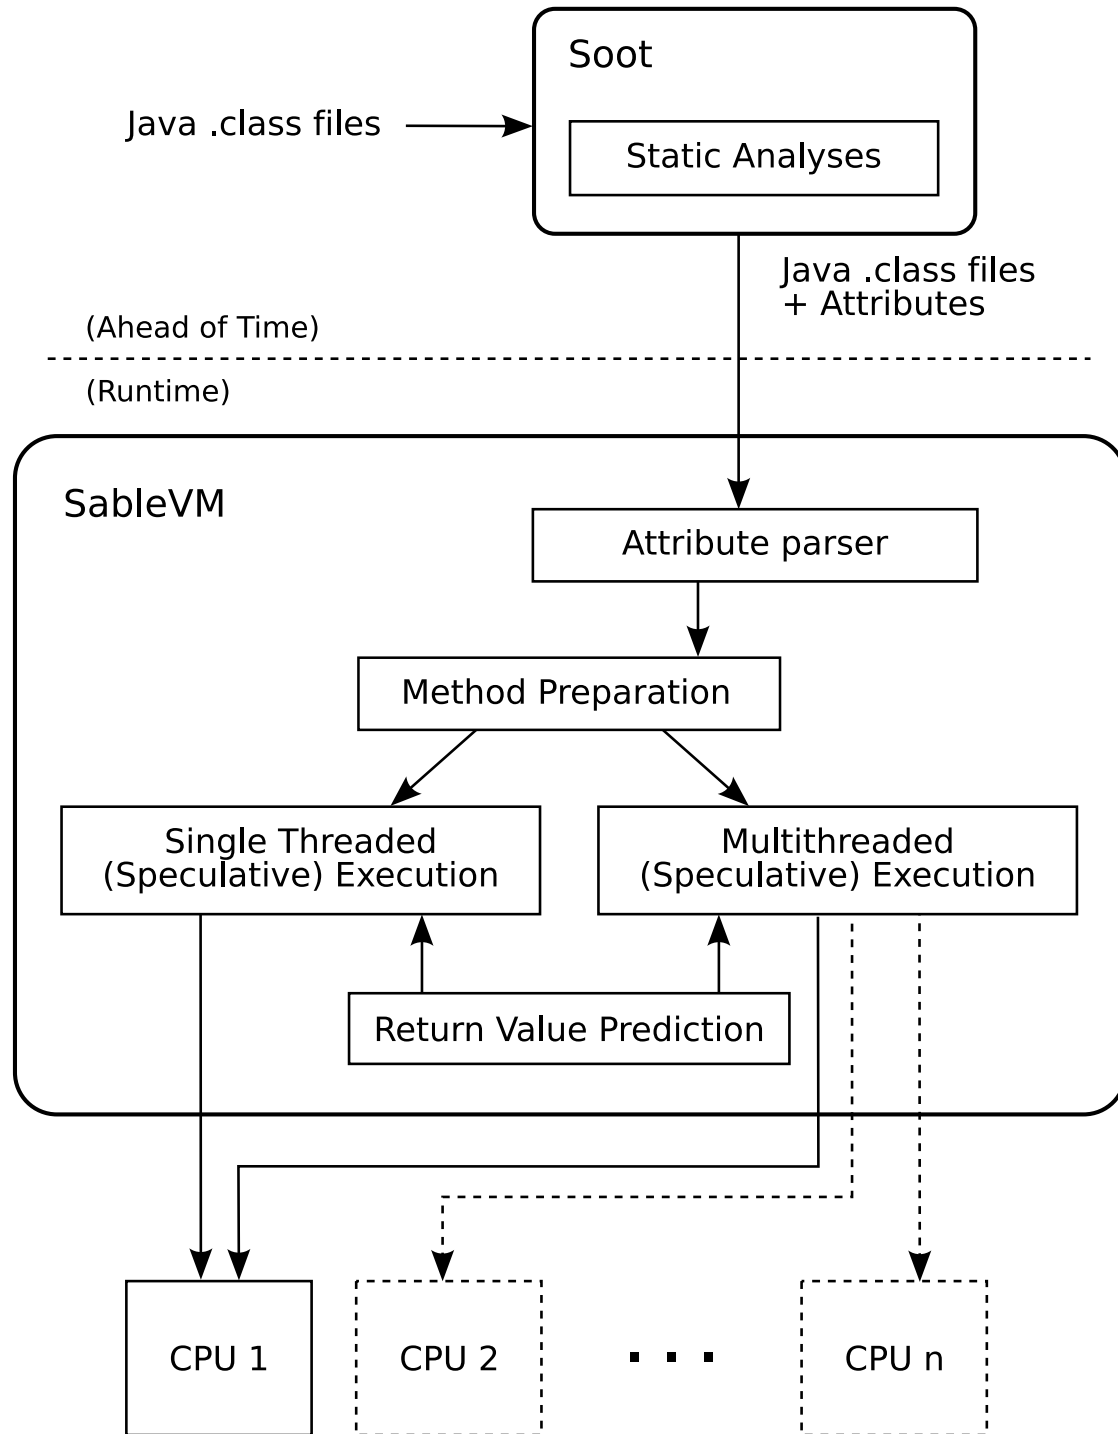 Soot
Java .class files
Static Analyses
Java .class files
+ Attributes
(Ahead of Time)
(Runtime)
SableVM
Attribute parser
Method Preparation
Single Threaded
(Speculative) Execution
Multithreaded
(Speculative) Execution
Return Value Prediction
CPU 1
CPU 2
. . .
CPU n